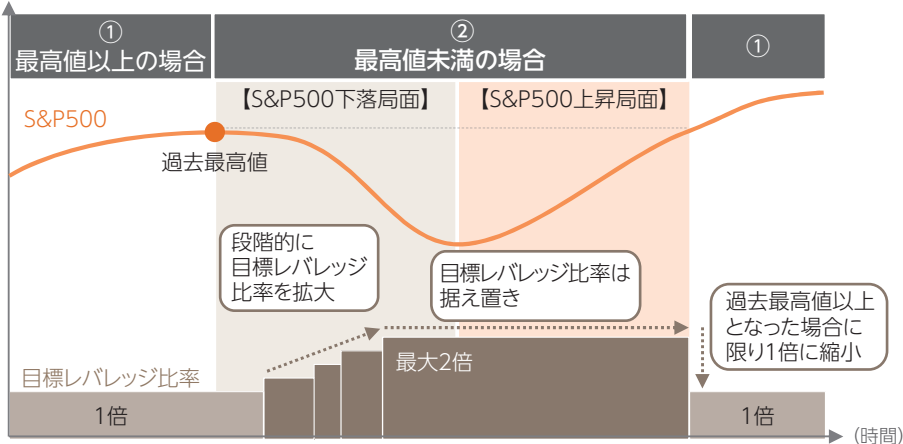 ①
最高値以上の場合
②
最高値未満の場合
①
【S&P500下落局面】
【S&P500上昇局面】
S&P500
過去最高値
段階的に
目標レバレッジ
比率を拡大
目標レバレッジ比率は
据え置き
過去最高値以上
となった場合に
限り1倍に縮小
目標レバレッジ比率
最大2倍
1倍
1倍
(時間)